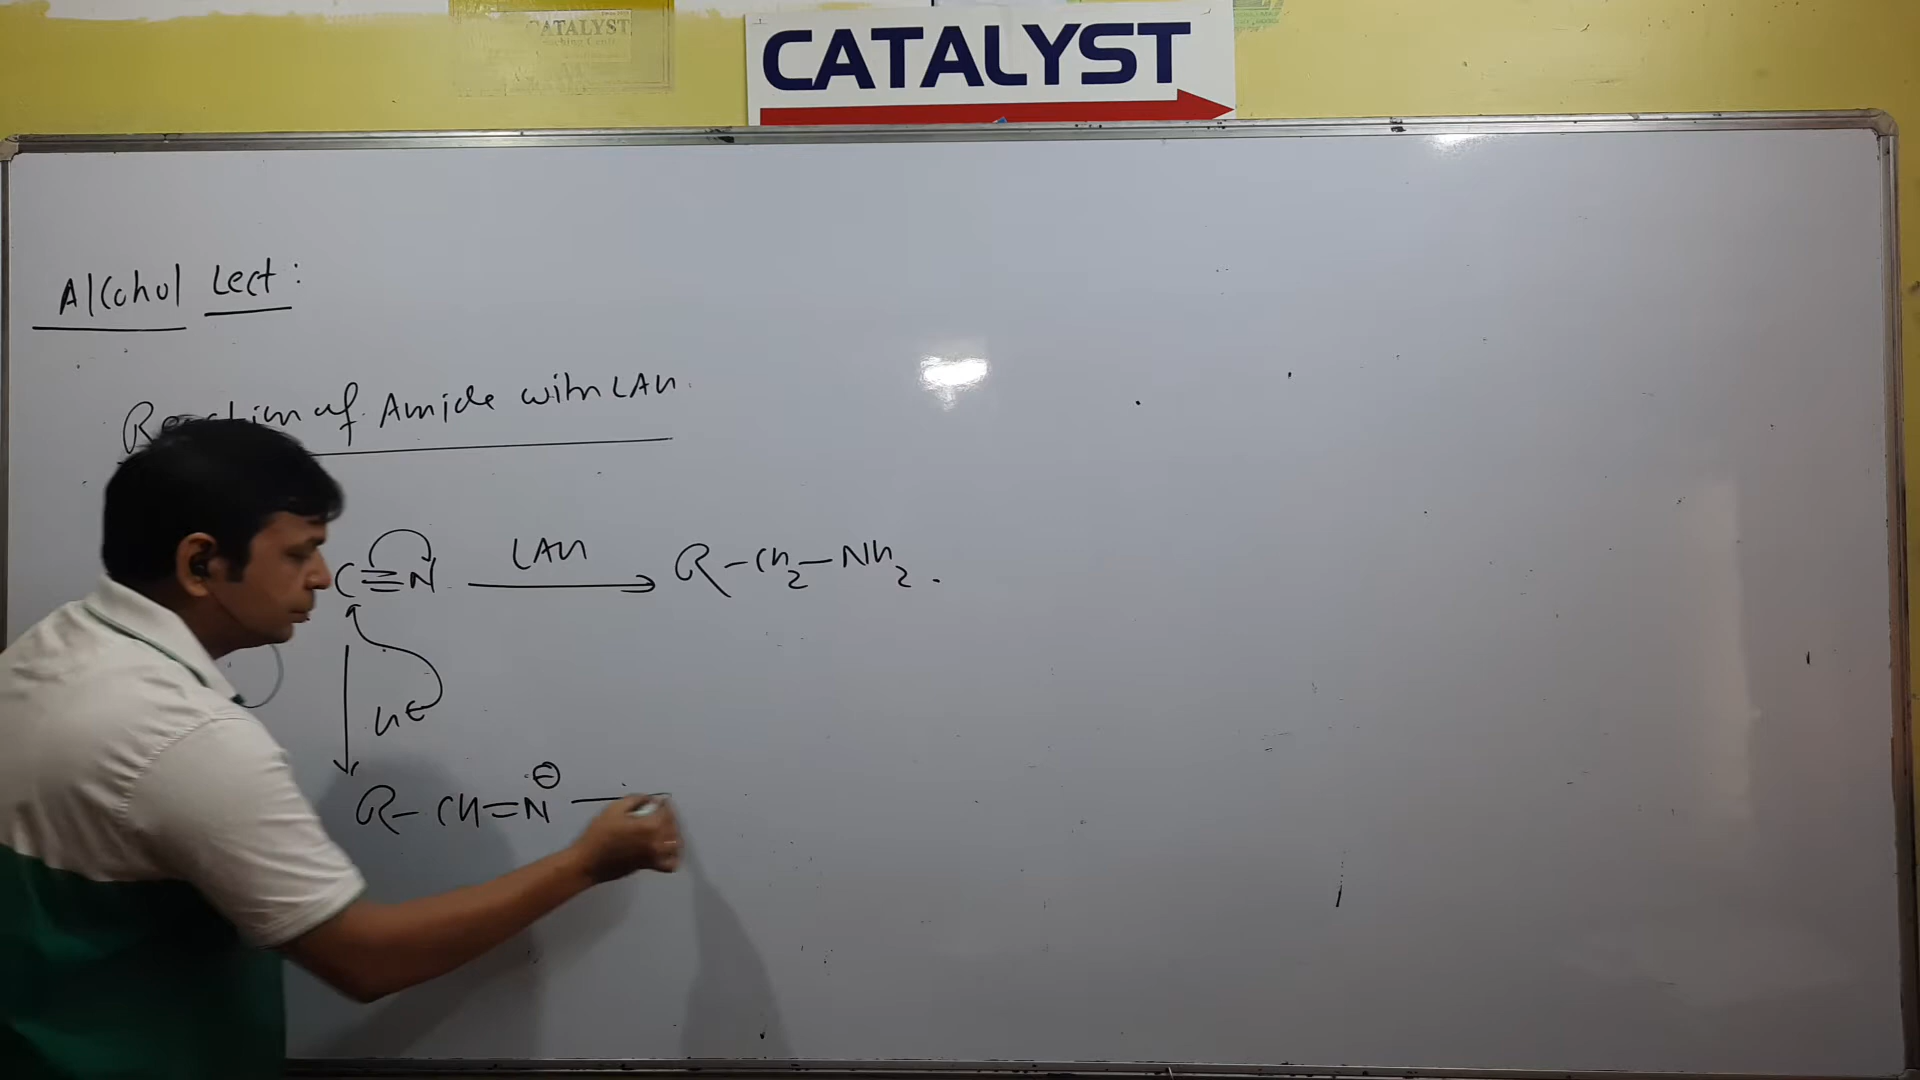 CATALYST
CATALYST
Alcohol Lect:
Reaction of Amide with LAH.
C≡N LAH R-CH2-NH2.
H⊖
R-CH=N⊖